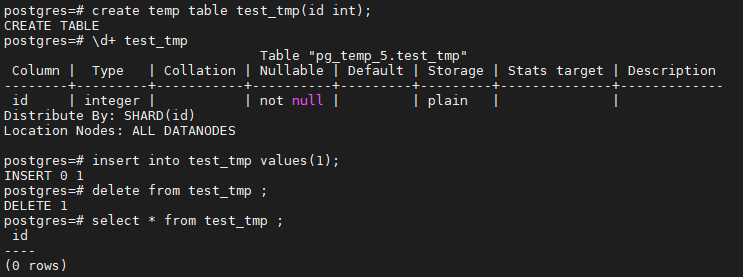 postgres=# create temp table test_tmp(id int);
CREATE TABLE
postgres=# \d+ test_tmp
                                Table "pg_temp_5.test_tmp"
 Column |  Type   | Collation | Nullable | Default | Storage | Stats target | Description
--------+---------+-----------+----------+---------+---------+--------------+-------------
 id     | integer |           | not null |         | plain   |              |
Distribute By: SHARD(id)
Location Nodes: ALL DATANODES

postgres=# insert into test_tmp values(1);
INSERT 0 1
postgres=# delete from test_tmp ;
DELETE 1
postgres=# select * from test_tmp ;
 id
----
(0 rows)